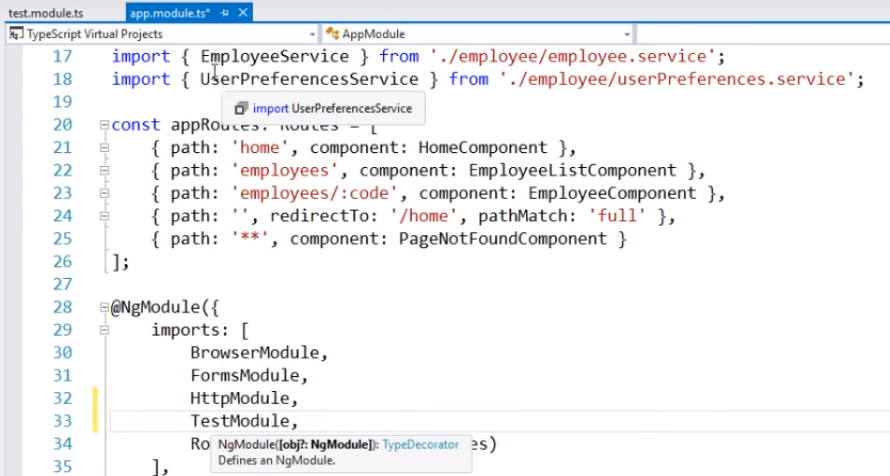 test.module.ts app.module.ts*
TypeScript Virtual Projects AppModule
17 import { EmployeeService } from './employee/employee.service';
18 import { UserPreferencesService } from './employee/userPreferences.service';
19
import UserPreferencesService
20 const appRoutes: Routes = [
21 { path: 'home', component: HomeComponent },
22 { path: 'employees', component: EmployeeListComponent },
23 { path: 'employees/:code', component: EmployeeComponent },
24 { path: '', redirectTo: '/home', pathMatch: 'full' },
25 { path: '**', component: PageNotFoundComponent }
26 ];
27
28 @NgModule({
29 imports: [
30 BrowserModule,
31 FormsModule,
32 HttpModule,
33 TestModule,
34 Ro NgModule([obj?: NgModule]): TypeDecorator es)
Defines an NgModule.
35 ],